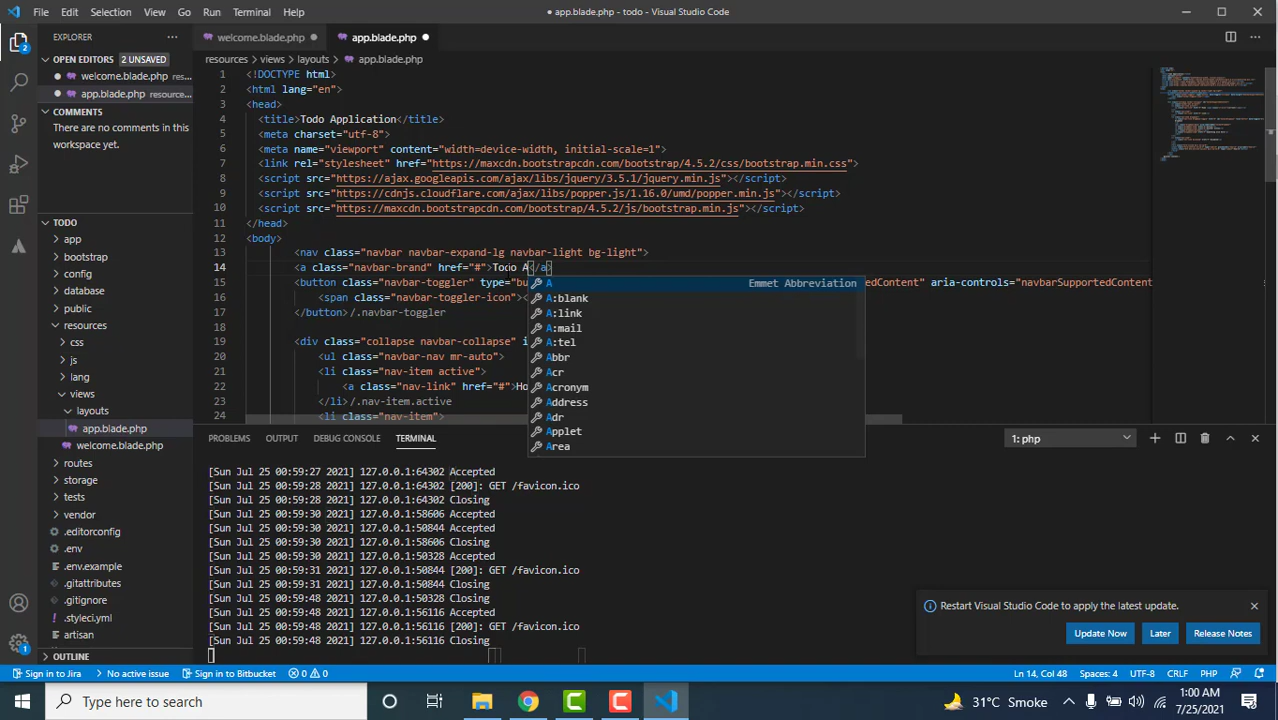 File Edit Selection View Go Run Terminal Help
● app.blade.php - todo - Visual Studio Code
EXPLORER
OPEN EDITORS 2 UNSAVED
welcome.blade.php reso...
app.blade.php resource...
COMMENTS
There are no comments in this
workspace yet.
TODO
app
bootstrap
config
database
public
resources
css
js
lang
views
layouts
app.blade.php
welcome.blade.php
routes
storage
tests
vendor
.editorconfig
.env
.env.example
.gitattributes
.gitignore
.styleci.yml
artisan
OUTLINE
2
1
welcome.blade.php
app.blade.php
resources > views > layouts > app.blade.php
1 <!DOCTYPE html>
2 <html lang="en">
3 <head>
4 <title>Todo Application</title>
5 <meta charset="utf-8">
6 <meta name="viewport" content="width=device-width, initial-scale=1">
7 <link rel="stylesheet" href="https://maxcdn.bootstrapcdn.com/bootstrap/4.5.2/css/bootstrap.min.css">
8 <script src="https://ajax.googleapis.com/ajax/libs/jquery/3.5.1/jquery.min.js"></script>
9 <script src="https://cdnjs.cloudflare.com/ajax/libs/popper.js/1.16.0/umd/popper.min.js"></script>
10 <script src="https://maxcdn.bootstrapcdn.com/bootstrap/4.5.2/js/bootstrap.min.js"></script>
11 </head>
12 <body>
13 <nav class="navbar navbar-expand-lg navbar-light bg-light">
14 <a class="navbar-brand" href="#">Todo A</a>
15 <button class="navbar-toggler" type="bu edContent" aria-controls="navbarSupportedContent
16 <span class="navbar-toggler-icon"><
17 </button>/.navbar-toggler
18
19 <div class="collapse navbar-collapse" i
20 <ul class="navbar-nav mr-auto">
21 <li class="nav-item active">
22 <a class="nav-link" href="#">Ho
23 </li>/.nav-item.active
24 <li class="nav-item">
A Emmet Abbreviation
A:blank
A:link
A:mail
A:tel
Abbr
Acr
Acronym
Address
Adr
Applet
Area
PROBLEMS OUTPUT DEBUG CONSOLE TERMINAL 1: php
[Sun Jul 25 00:59:27 2021] 127.0.0.1:64302 Accepted
[Sun Jul 25 00:59:28 2021] 127.0.0.1:64302 [200]: GET /favicon.ico
[Sun Jul 25 00:59:28 2021] 127.0.0.1:64302 Closing
[Sun Jul 25 00:59:30 2021] 127.0.0.1:58606 Accepted
[Sun Jul 25 00:59:30 2021] 127.0.0.1:50844 Accepted
[Sun Jul 25 00:59:30 2021] 127.0.0.1:58606 Closing
[Sun Jul 25 00:59:30 2021] 127.0.0.1:50328 Accepted
[Sun Jul 25 00:59:31 2021] 127.0.0.1:50844 [200]: GET /favicon.ico
[Sun Jul 25 00:59:31 2021] 127.0.0.1:50844 Closing
[Sun Jul 25 00:59:48 2021] 127.0.0.1:50328 Closing
[Sun Jul 25 00:59:48 2021] 127.0.0.1:56116 Accepted
[Sun Jul 25 00:59:48 2021] 127.0.0.1:56116 [200]: GET /favicon.ico
[Sun Jul 25 00:59:48 2021] 127.0.0.1:56116 Closing
Restart Visual Studio Code to apply the latest update.
Update Now Later Release Notes
Sign in to Jira No active issue Sign in to Bitbucket 0 0 Ln 14, Col 48 Spaces: 4 UTF-8 CRLF PHP
Type here to search
31°C Smoke
1:00 AM
7/25/2021